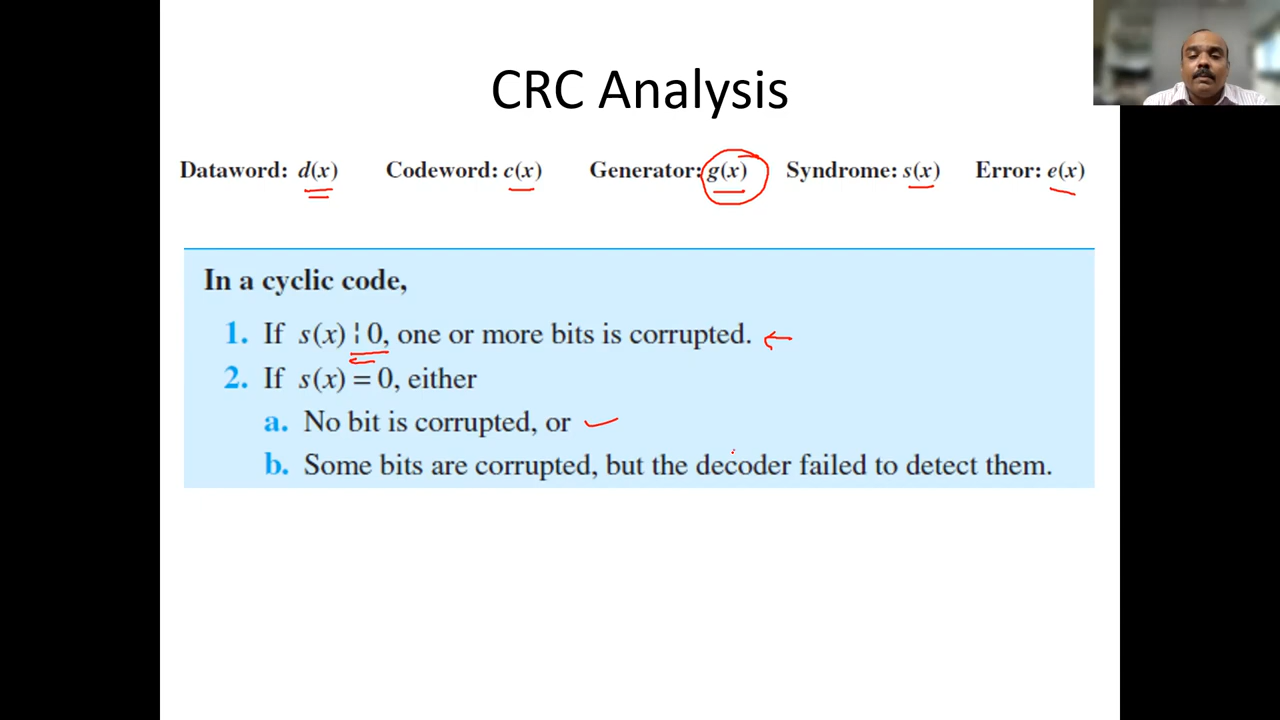 CRC Analysis
Dataword: d(x) Codeword: c(x) Generator: g(x) Syndrome: s(x) Error: e(x)
In a cyclic code,
1. If s(x) ¦ 0, one or more bits is corrupted.
2. If s(x) = 0, either
a. No bit is corrupted, or
b. Some bits are corrupted, but the decoder failed to detect them.